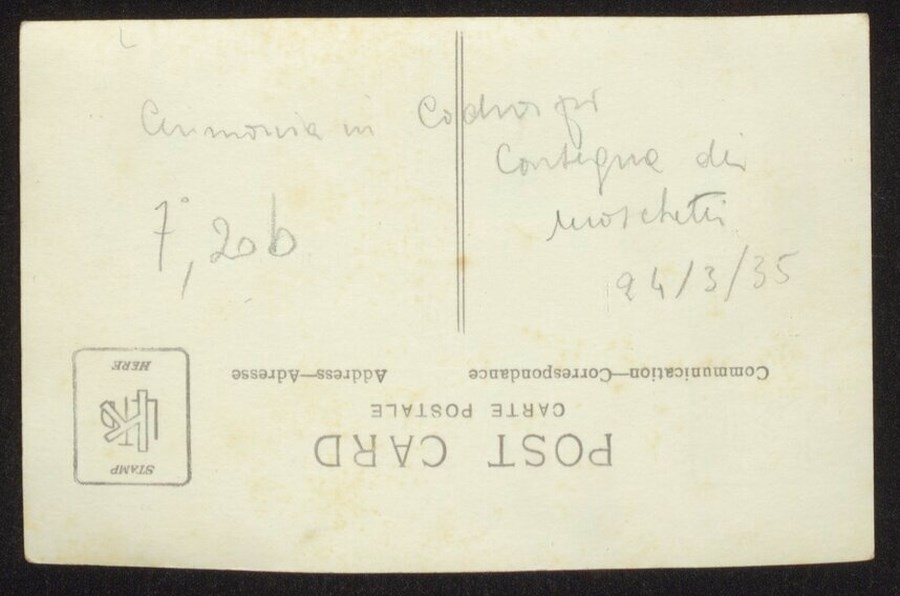 Cerimonia in Codroipo
Consegna dei
moschetti
24/3/35
7°, 20b
Communication—Correspondance
Address—Adresse
CARTE POSTALE
POST CARD
STAMP
HERE